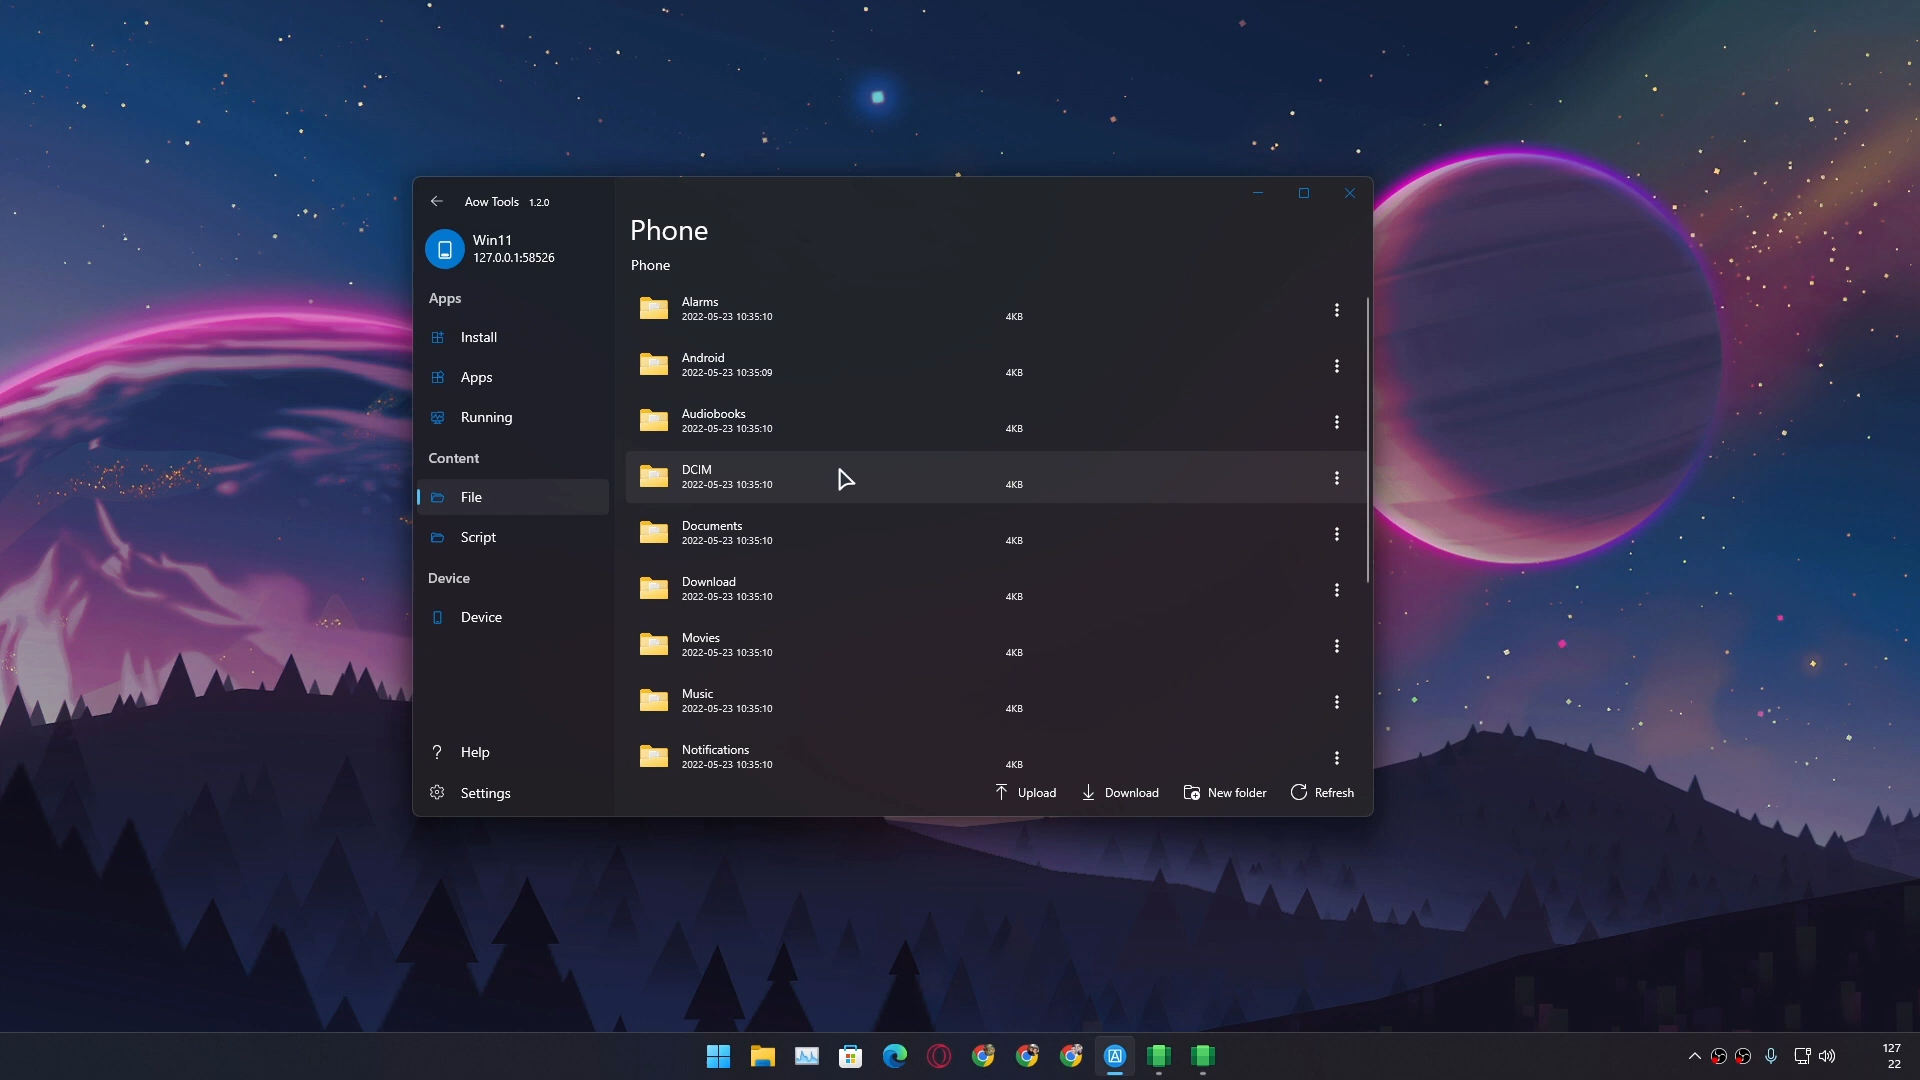 Aow Tools 1.2.0
Win11
127.0.0.1:58526
Apps
Install
Apps
Running
Content
File
Script
Device
Device
Help
Settings
Phone
Phone
Alarms
2022-05-23 10:35:10 4KB
Android
2022-05-23 10:35:09 4KB
Audiobooks
2022-05-23 10:35:10 4KB
DCIM
2022-05-23 10:35:10 4KB
Documents
2022-05-23 10:35:10 4KB
Download
2022-05-23 10:35:10 4KB
Movies
2022-05-23 10:35:10 4KB
Music
2022-05-23 10:35:10 4KB
Notifications
2022-05-23 10:35:10 4KB
Upload Download New folder Refresh
127
22